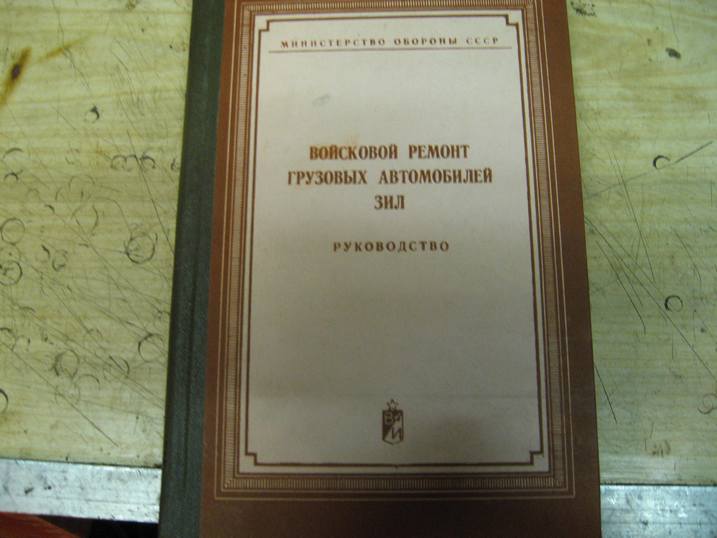 МИНИСТЕРСТВО ОБОРОНЫ СССР
ВОЙСКОВОЙ РЕМОНТ
ГРУЗОВЫХ АВТОМОБИЛЕЙ
ЗИЛ
РУКОВОДСТВО
В
И